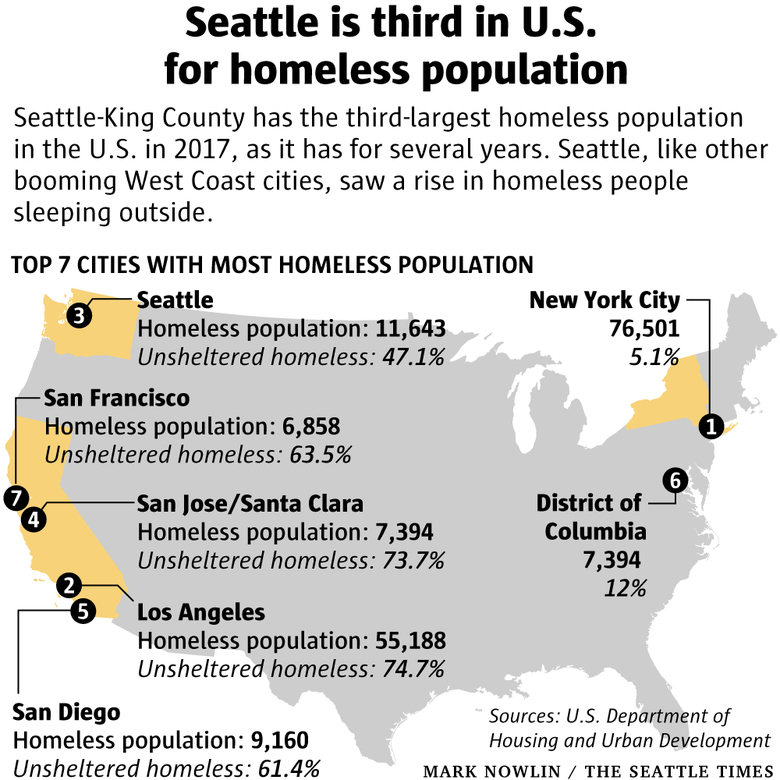 Seattle is third in U.S.
for homeless population
Seattle-King County has the third-largest homeless population
in the U.S. in 2017, as it has for several years. Seattle, like other
booming West Coast cities, saw a rise in homeless people
sleeping outside.
TOP 7 CITIES WITH MOST HOMELESS POPULATION
3
Seattle
Homeless population: 11,643
Unsheltered homeless: 47.1%
New York City
76,501
5.1%
1
San Francisco
Homeless population: 6,858
Unsheltered homeless: 63.5%
7
4
San Jose/Santa Clara
Homeless population: 7,394
Unsheltered homeless: 73.7%
6
District of
Columbia
7,394
12%
2
5
Los Angeles
Homeless population: 55,188
Unsheltered homeless: 74.7%
San Diego
Homeless population: 9,160
Unsheltered homeless: 61.4%
Sources: U.S. Department of
Housing and Urban Development
MARK NOWLIN / THE SEATTLE TIMES